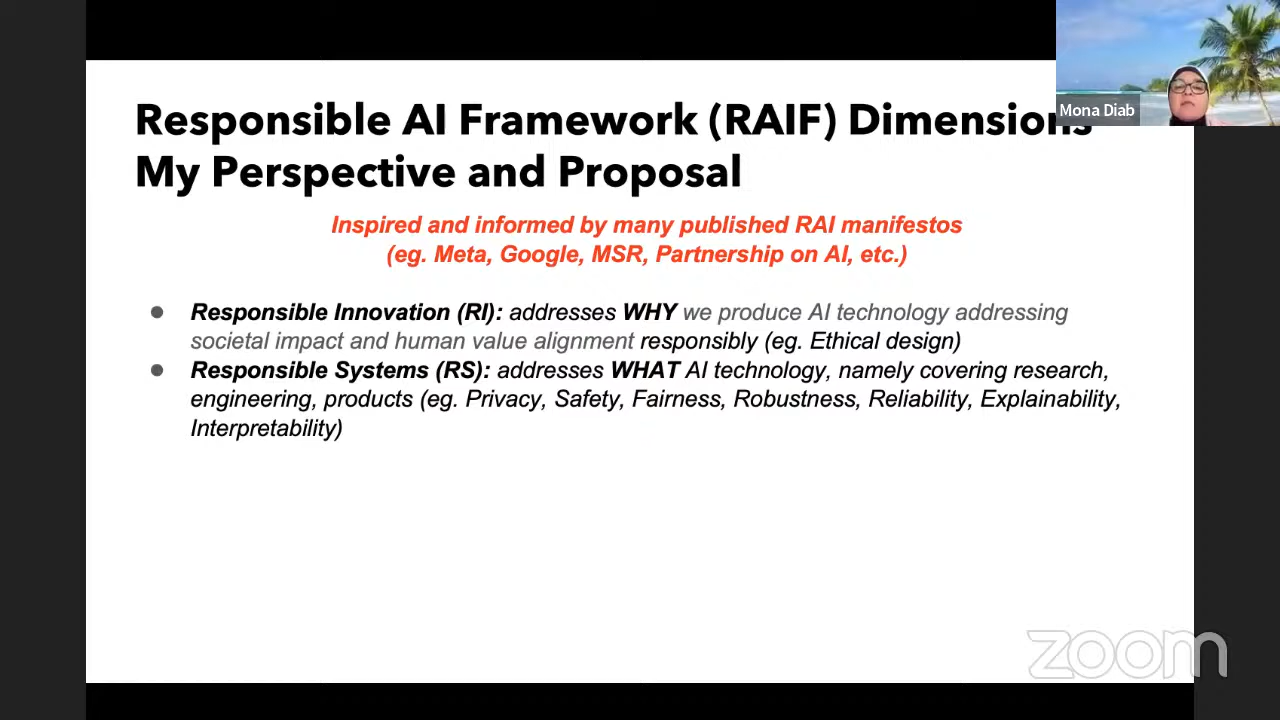 Responsible AI Framework (RAIF) Dimensions
My Perspective and Proposal
Mona Diab
Inspired and informed by many published RAI manifestos
(eg. Meta, Google, MSR, Partnership on AI, etc.)
● Responsible Innovation (RI): addresses WHY we produce AI technology addressing
societal impact and human value alignment responsibly (eg. Ethical design)
● Responsible Systems (RS): addresses WHAT AI technology, namely covering research,
engineering, products (eg. Privacy, Safety, Fairness, Robustness, Reliability, Explainability,
Interpretability)
zoom